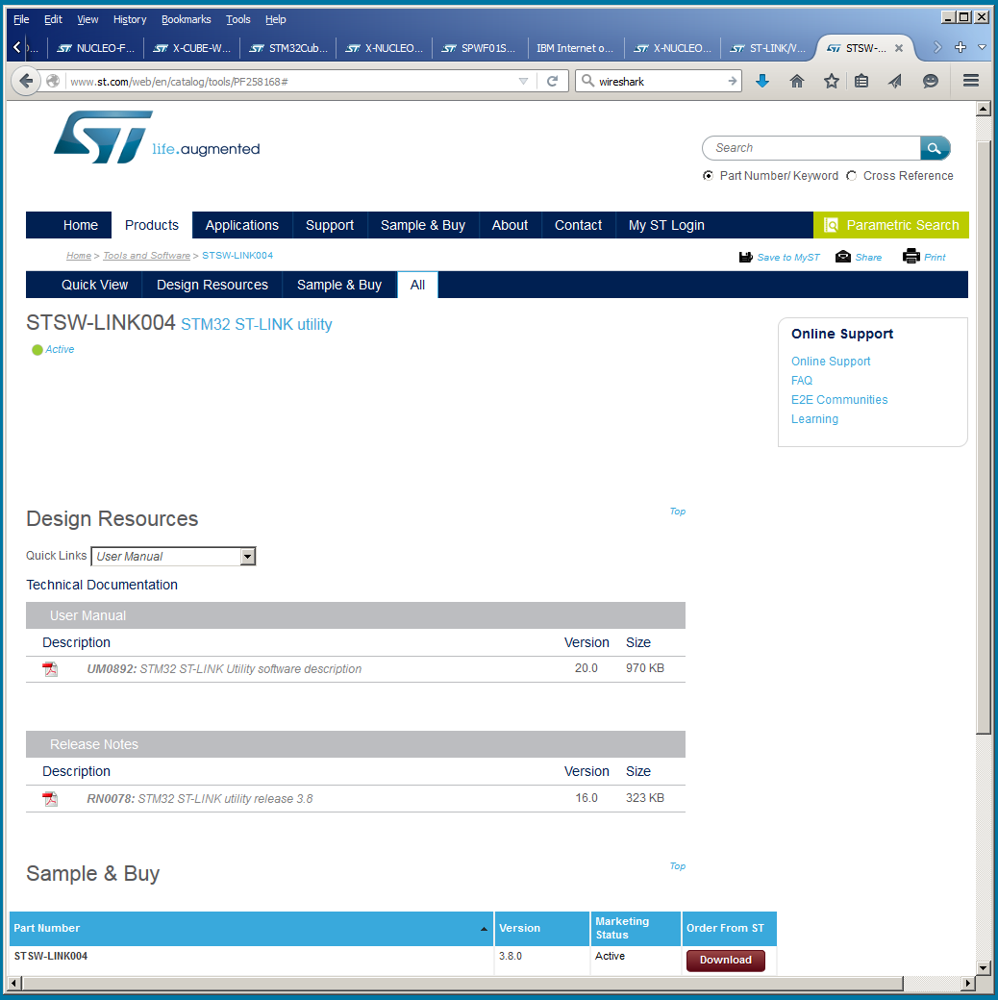 File Edit View History Bookmarks Tools Help
NUCLEO-F... X-CUBE-W... STM32Cub... X-NUCLEO... SPWF01S... IBM Internet o... X-NUCLEO... ST-LINK/V... STSW-...
www.st.com/web/en/catalog/tools/PF258168# wireshark
ST life.augmented
Search
Part Number/ Keyword Cross Reference
Home Products Applications Support Sample & Buy About Contact My ST Login Parametric Search
Home > Tools and Software > STSW-LINK004 Save to MyST Share Print
Quick View Design Resources Sample & Buy All
STSW-LINK004 STM32 ST-LINK utility
Active
Online Support
Online Support
FAQ
E2E Communities
Learning
Design Resources Top
Quick Links User Manual
Technical Documentation
User Manual
Description Version Size
UM0892: STM32 ST-LINK Utility software description 20.0 970 KB
Release Notes
Description Version Size
RN0078: STM32 ST-LINK utility release 3.8 16.0 323 KB
Sample & Buy Top
Part Number Version Marketing Status Order From ST
STSW-LINK004 3.8.0 Active Download